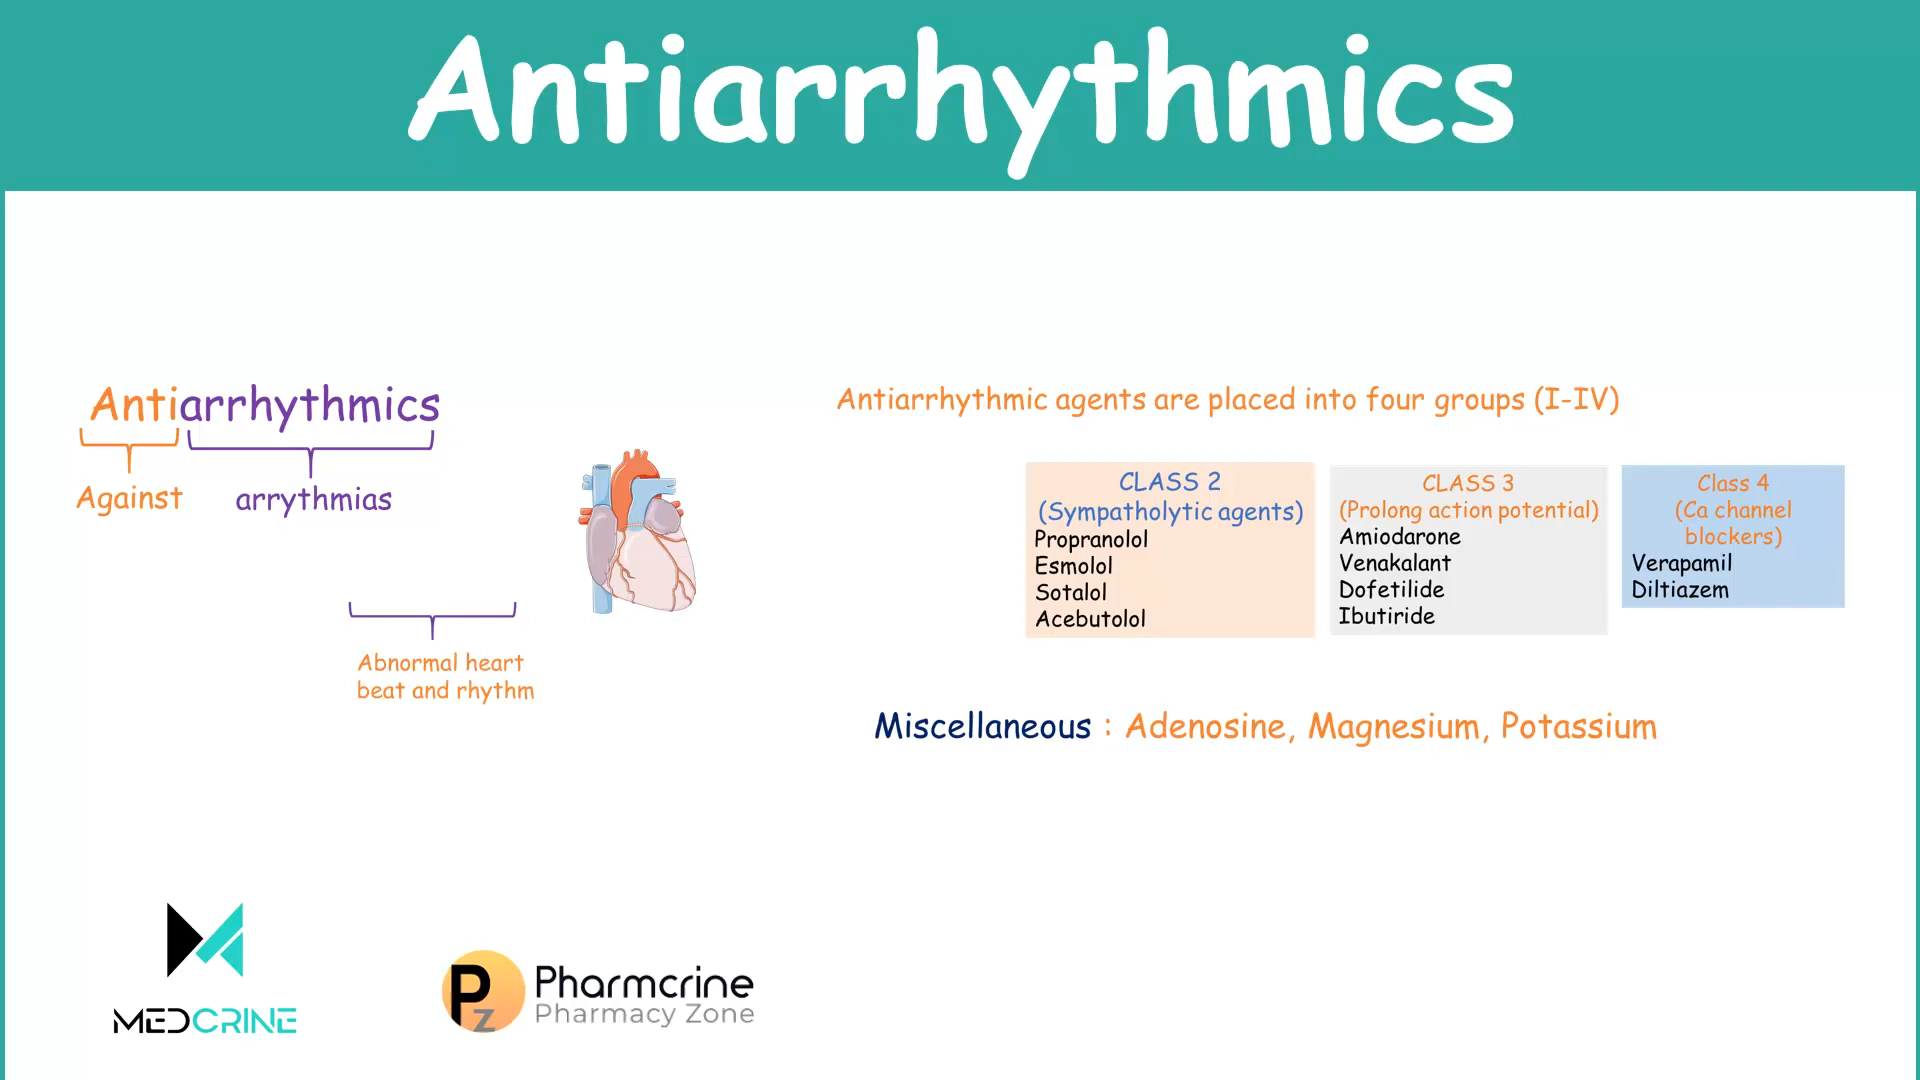 Antiarrhythmics
Antiarrhythmics
Against
arrythmias
Abnormal heart
beat and rhythm
Antiarrhythmic agents are placed into four groups (I-IV)
CLASS 2
(Sympatholytic agents)
Propranolol
Esmolol
Sotalol
Acebutolol
CLASS 3
(Prolong action potential)
Amiodarone
Venakalant
Dofetilide
Ibutiride
Class 4
(Ca channel
blockers)
Verapamil
Diltiazem
Miscellaneous : Adenosine, Magnesium, Potassium
MEDCRINE
Pz
Pharmcrine
Pharmacy Zone